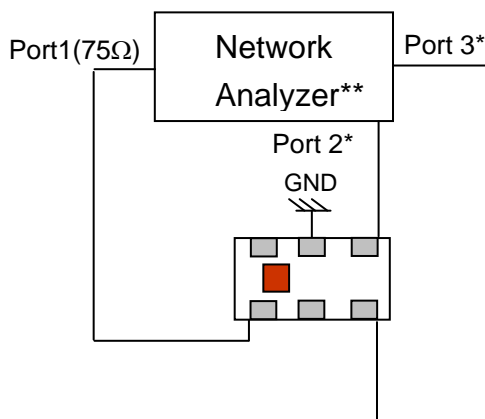 Port1(75Ω)
Network
Analyzer**
Port 3*
Port 2*
GND